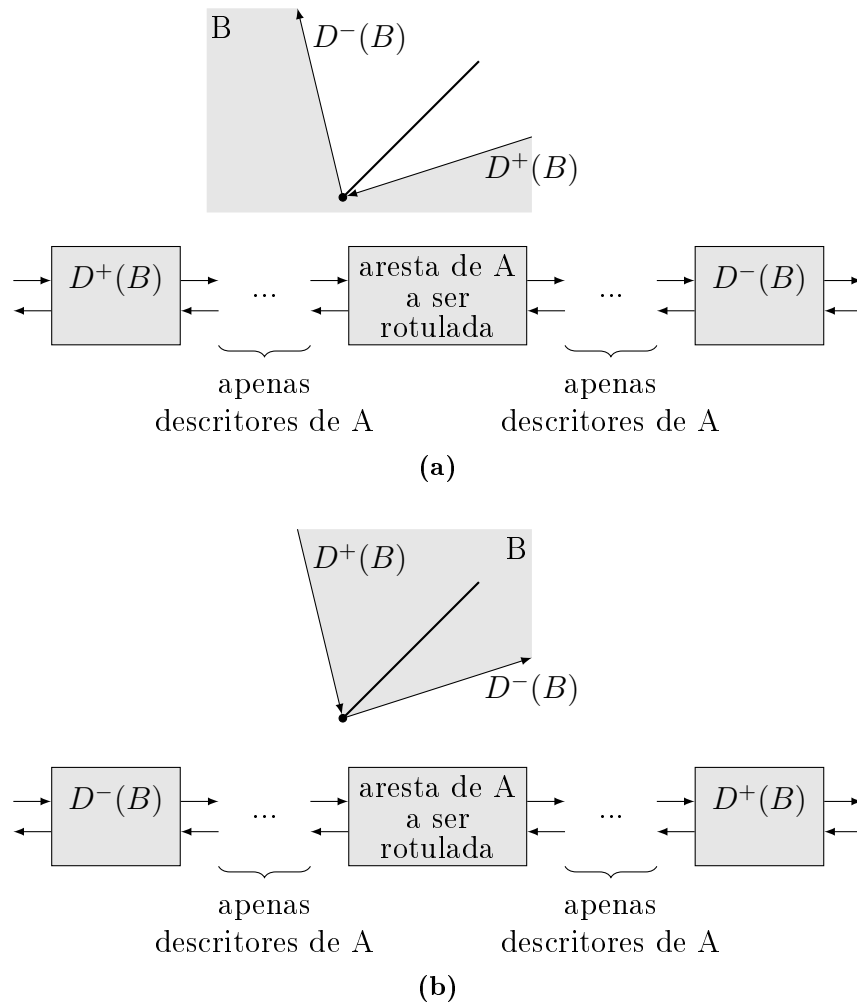 B
D⁻(B)
D⁺(B)
D⁺(B) ... aresta de A ... D⁻(B)
a ser
rotulada
apenas apenas
descritores de A descritores de A
(a)
D⁺(B) B
D⁻(B)
D⁻(B) ... aresta de A ... D⁺(B)
a ser
rotulada
apenas apenas
descritores de A descritores de A
(b)